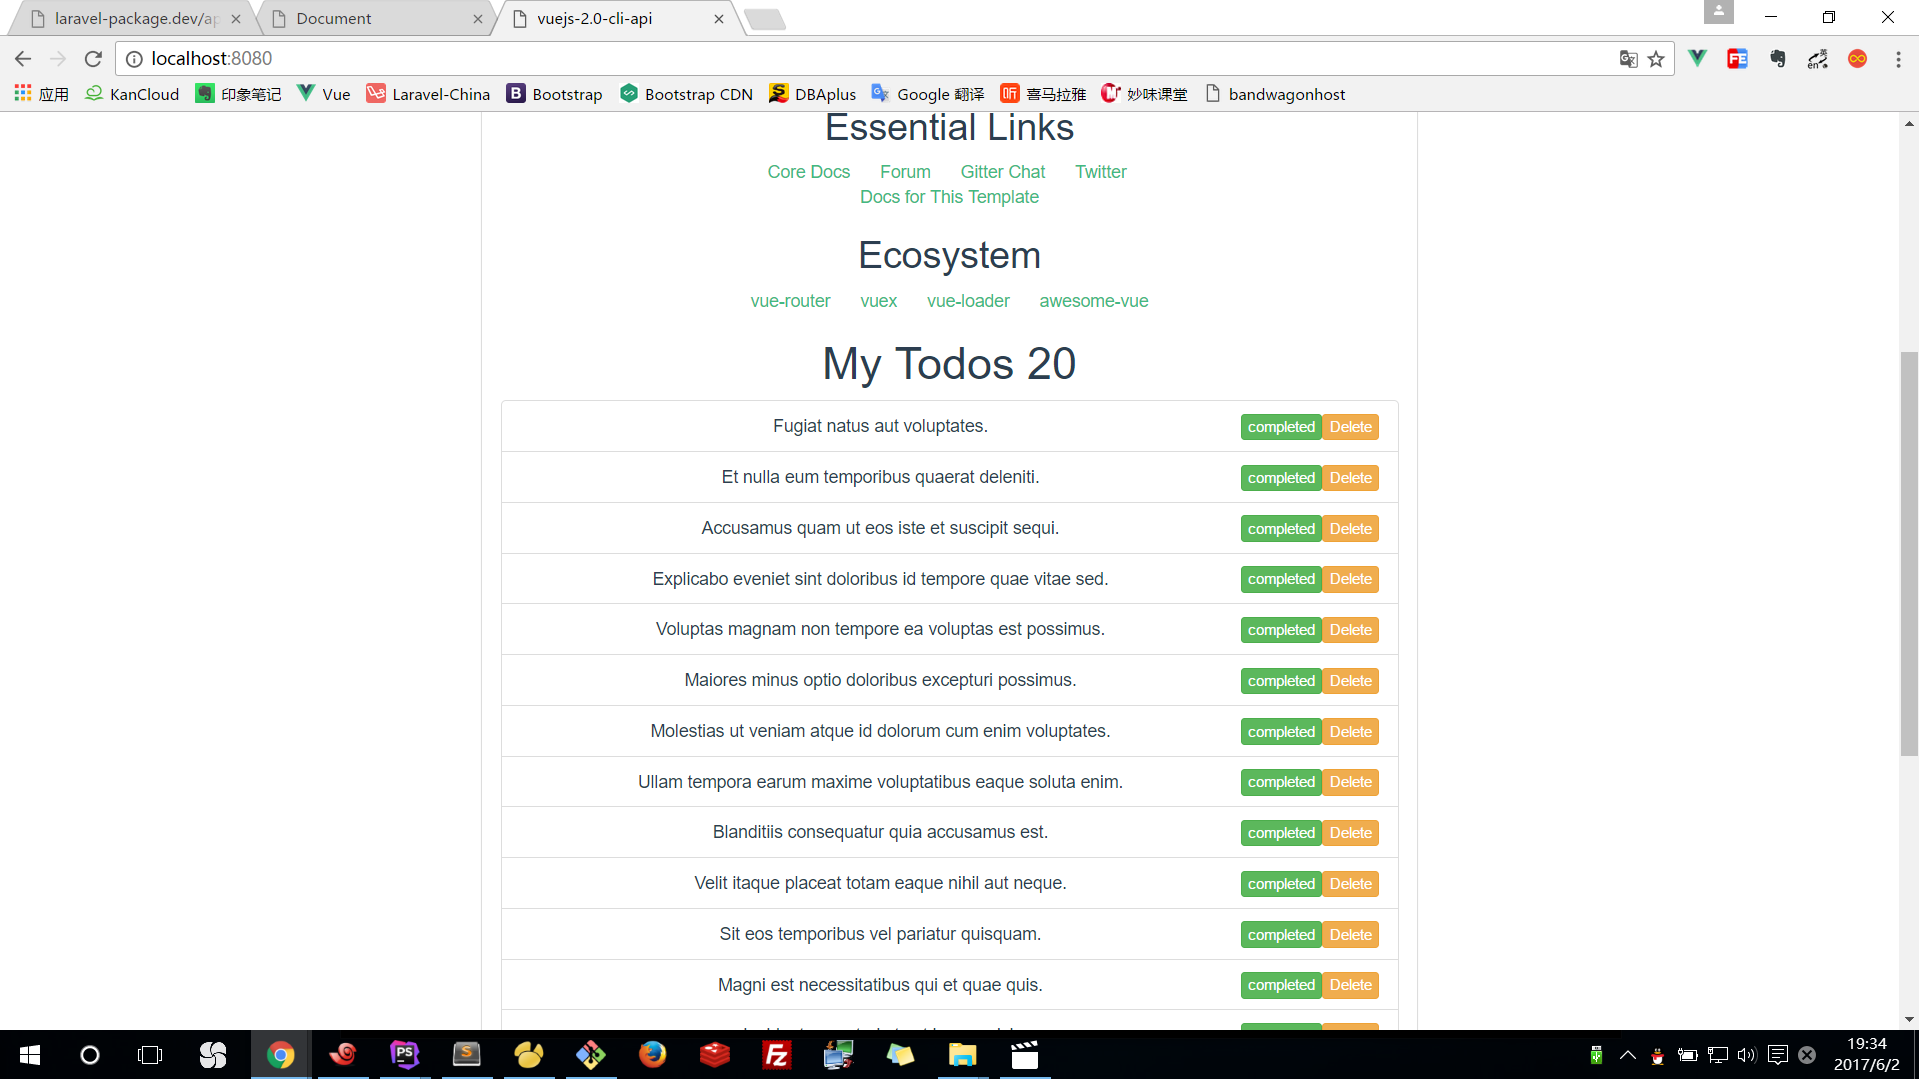 laravel-package.dev/ap
Document
vuejs-2.0-cli-api
localhost:8080
应用
KanCloud
印象笔记
Vue
Laravel-China
Bootstrap
Bootstrap CDN
DBAplus
Google 翻译
喜马拉雅
妙味课堂
bandwagonhost
Essential Links
Core Docs Forum Gitter Chat Twitter
Docs for This Template
Ecosystem
vue-router vuex vue-loader awesome-vue
My Todos 20
Fugiat natus aut voluptates. completed Delete
Et nulla eum temporibus quaerat deleniti. completed Delete
Accusamus quam ut eos iste et suscipit sequi. completed Delete
Explicabo eveniet sint doloribus id tempore quae vitae sed. completed Delete
Voluptas magnam non tempore ea voluptas est possimus. completed Delete
Maiores minus optio doloribus excepturi possimus. completed Delete
Molestias ut veniam atque id dolorum cum enim voluptates. completed Delete
Ullam tempora earum maxime voluptatibus eaque soluta enim. completed Delete
Blanditiis consequatur quia accusamus est. completed Delete
Velit itaque placeat totam eaque nihil aut neque. completed Delete
Sit eos temporibus vel pariatur quisquam. completed Delete
Magni est necessitatibus qui et quae quis. completed Delete
19:34
2017/6/2